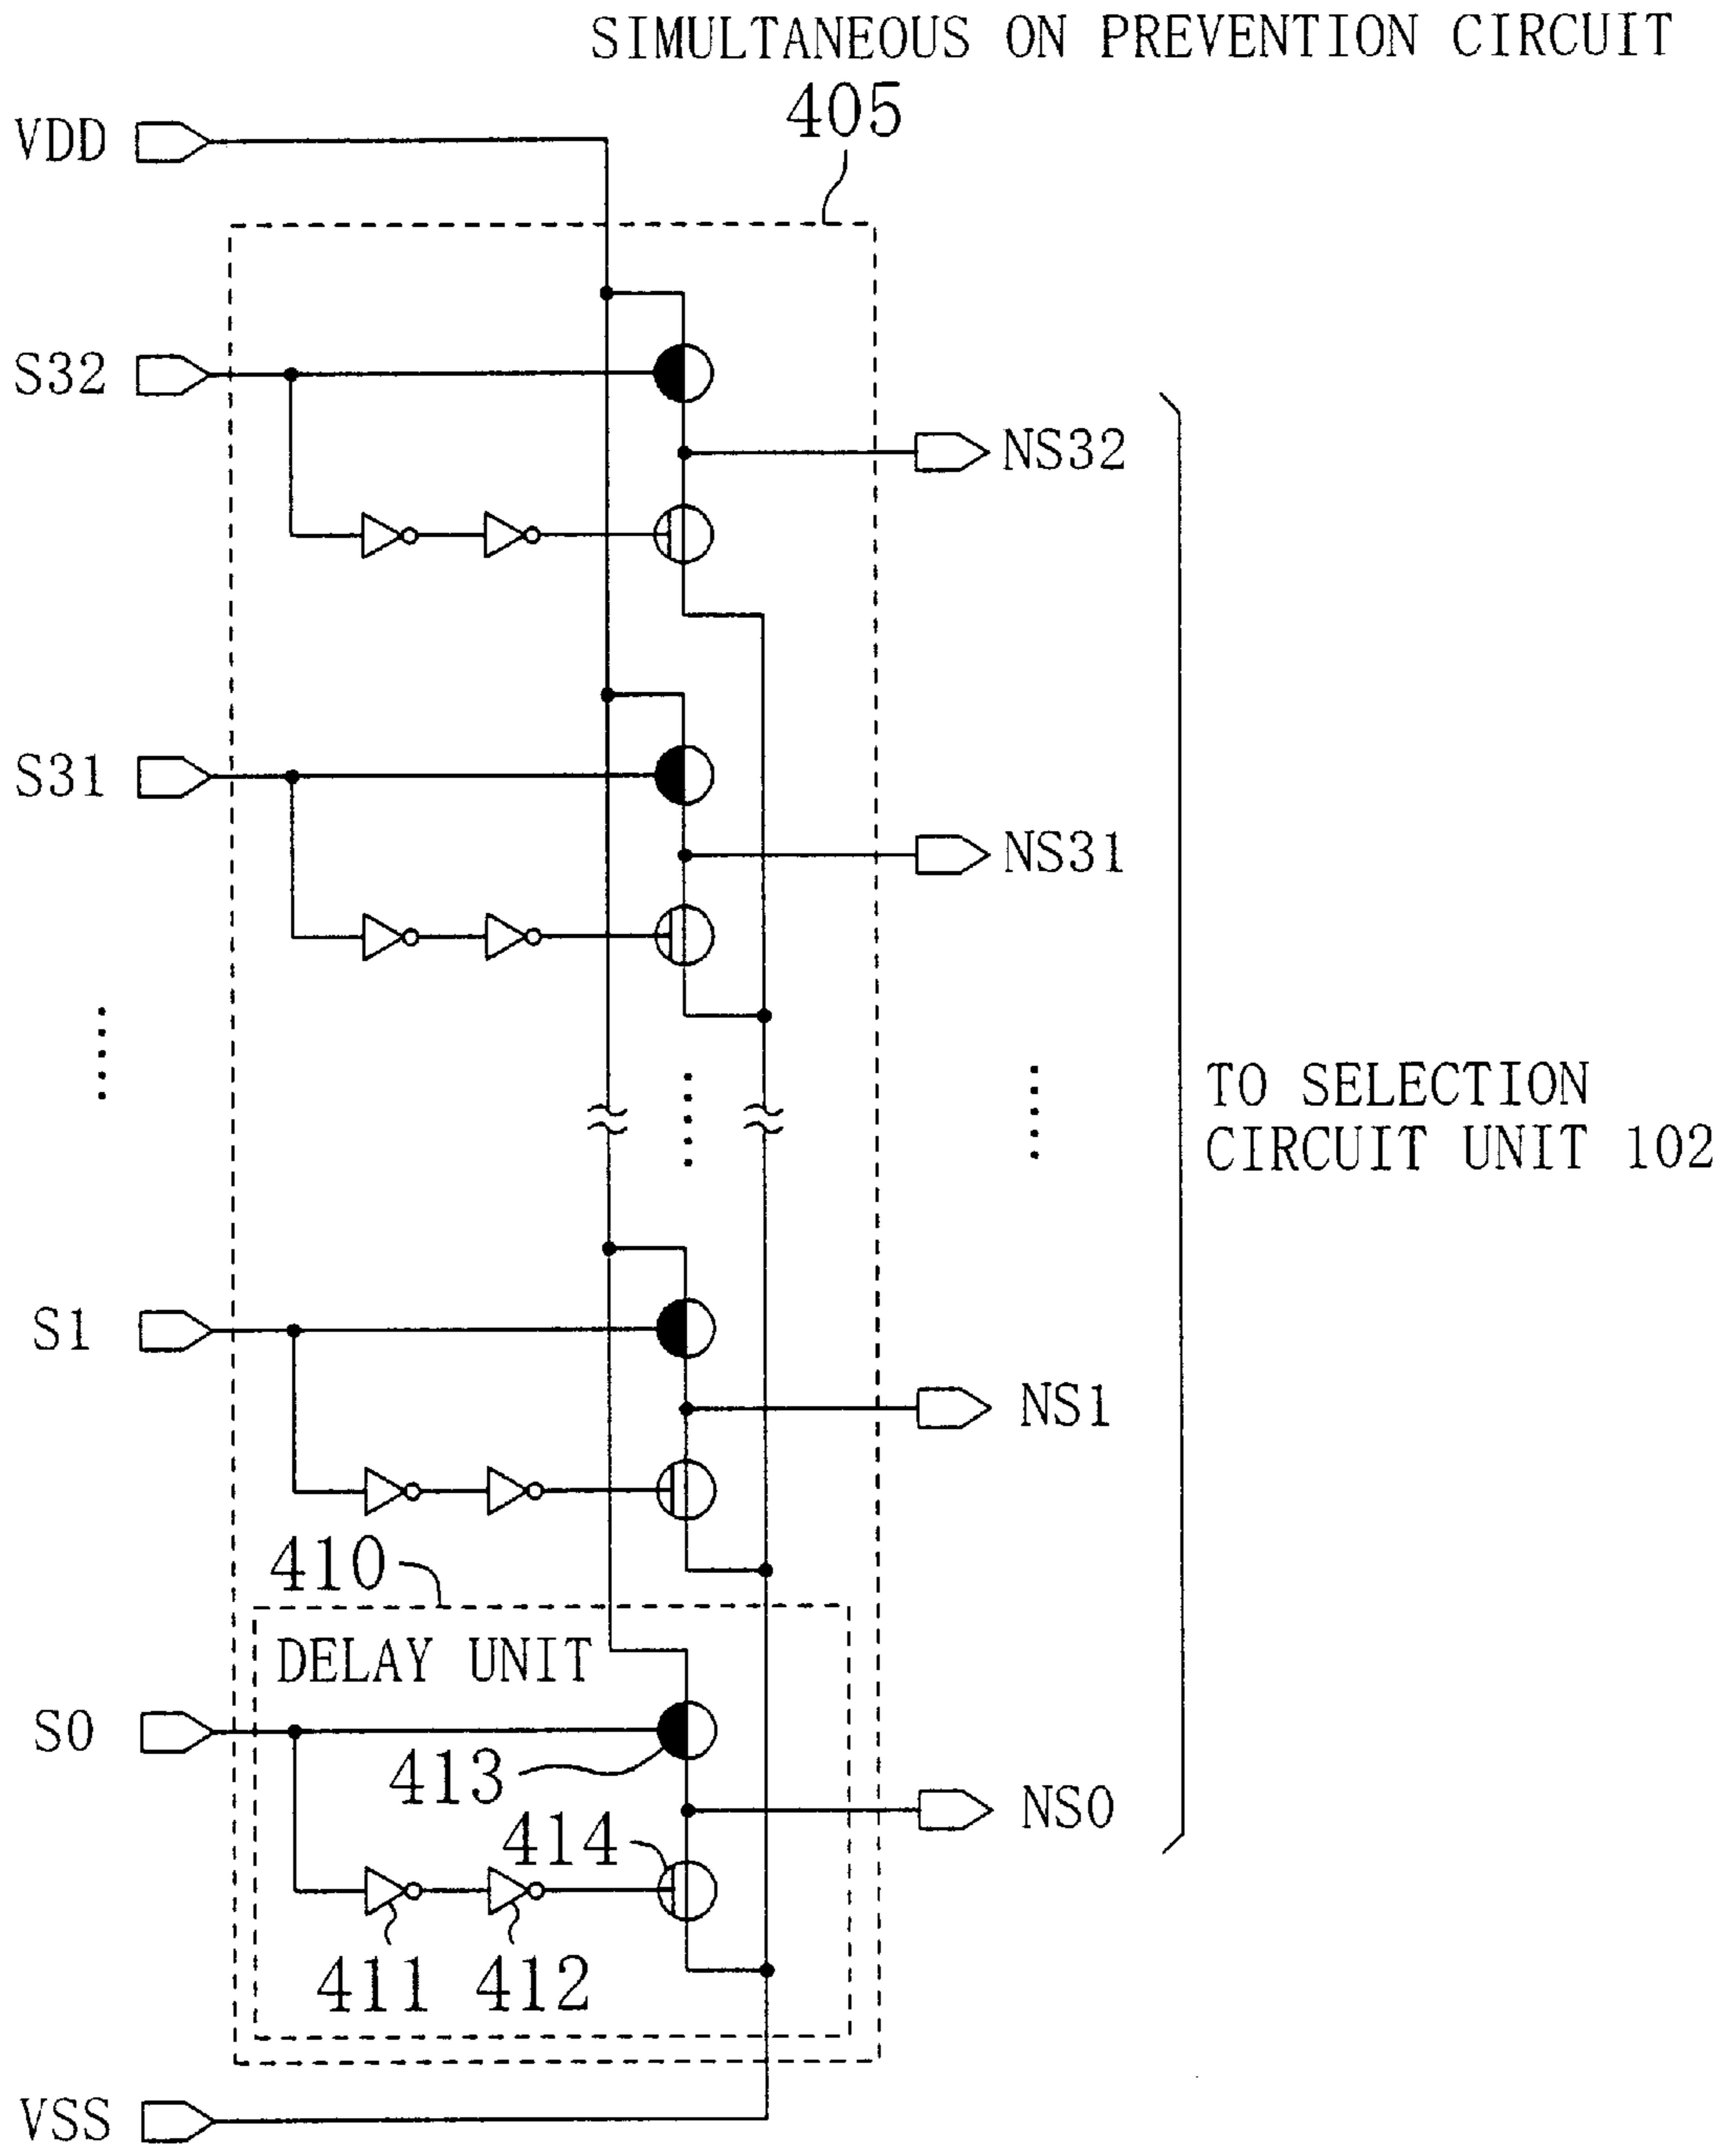 SIMULTANEOUS ON PREVENTION CIRCUIT
405
VDD
S32
NS32
S31
NS31
TO SELECTION
CIRCUIT UNIT 102
S1
NS1
410
DELAY UNIT
S0
413
NS0
414
411 412
VSS